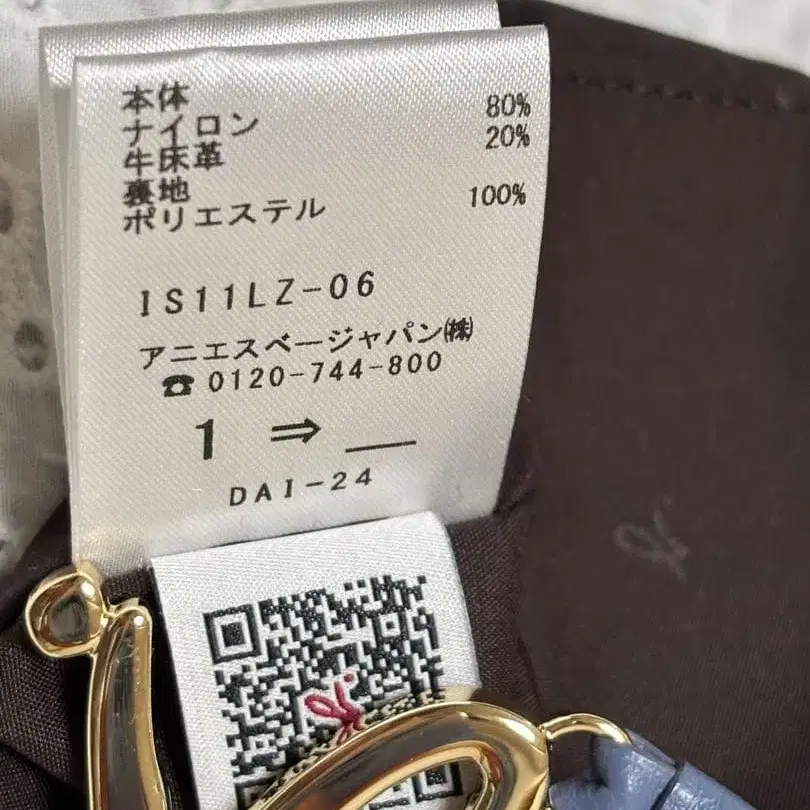 本体
ナイロン 80%
牛床革 20%
裏地
ポリエステル 100%
IS11LZ-06
アニエスベージャパン㈱
☎0120-744-800
1 ⇒ __
DAI-24
b.
b.